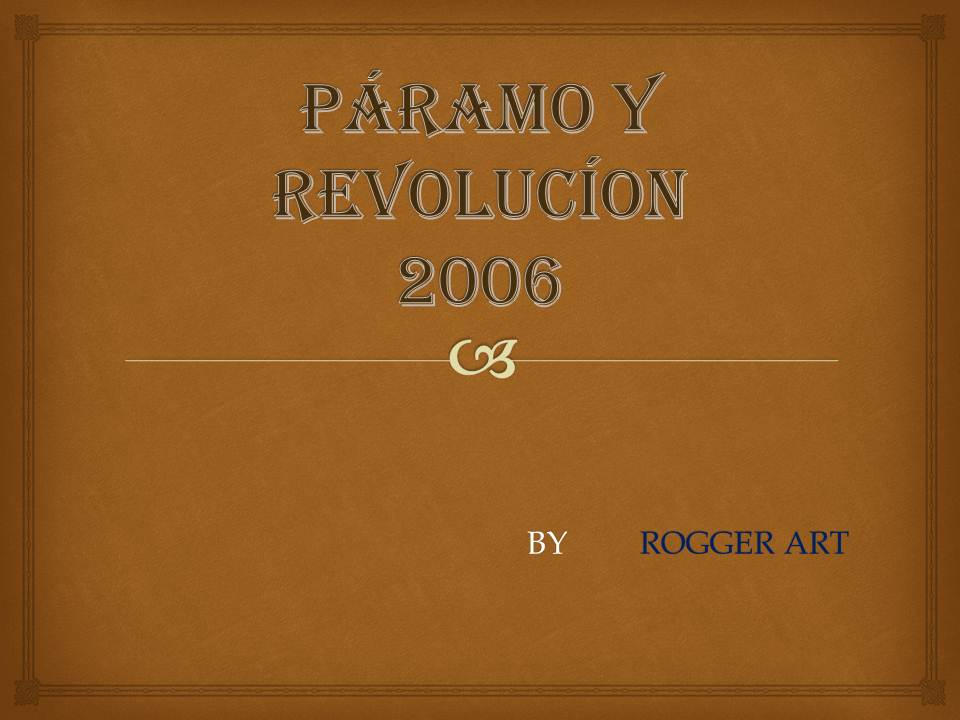 PÁRAMO Y
REVOLUCÍON
2006
BY ROGGER ART